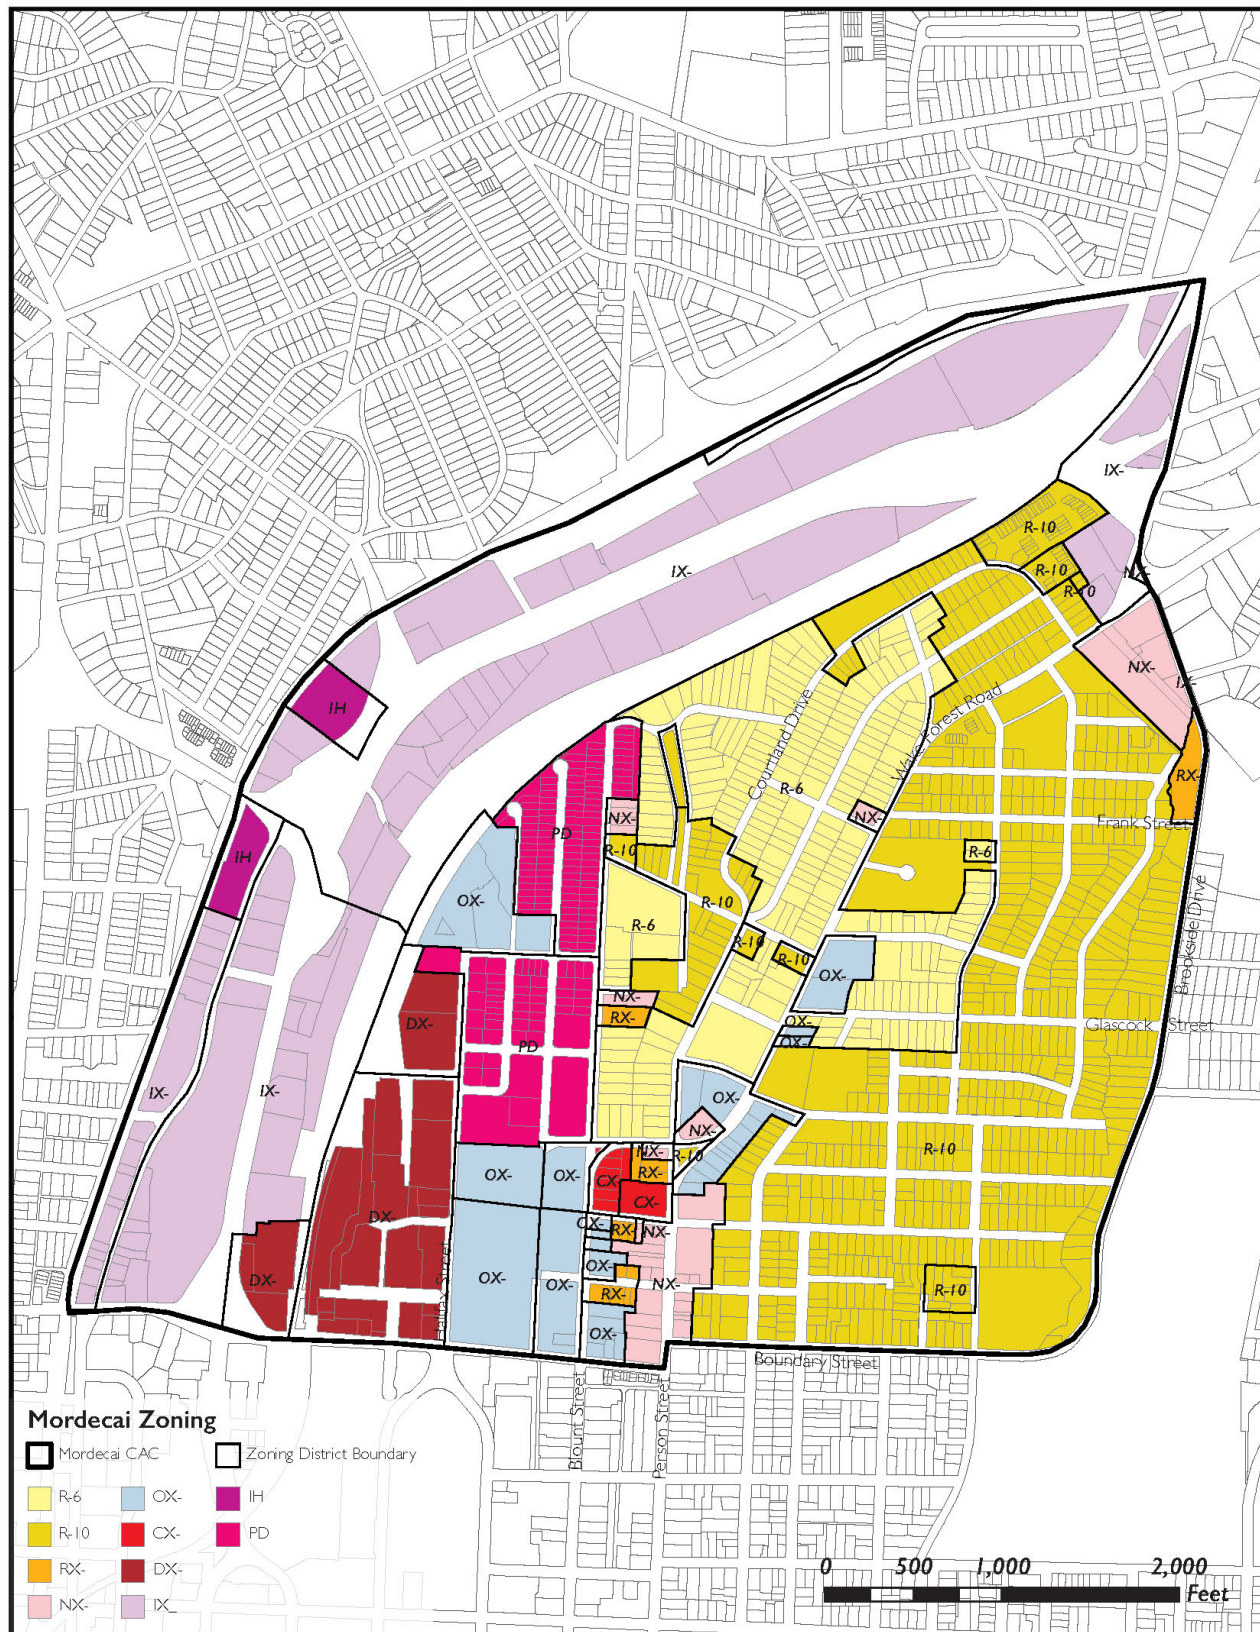 IX-
R-10
IX-
R-10
NX-
R-10
NX-
IX-
IH
Courtland Drive
Wake Forest Road
RX-
R-6
NX-
NX-
Frank Street
PD
IH
R-10
R-6
OX-
R-10
R-6
Brookside Drive
R-10
R-10
OX-
NX-
RX-
DX-
OX-
OX-
Glascock Street
PD
IX-
IX-
OX-
NX-
R-10
NX-
R-10
OX-
OX-
RX-
CX-
CX-
DX-
OX-
RX-
NX-
Halifax Street
OX-
DX-
OX-
OX-
NX-
RX-
R-10
OX-
Boundary Street
Blount Street
Person Street
Mordecai Zoning
Mordecai CAC
Zoning District Boundary
R-6
OX-
IH
R-10
CX-
PD
RX-
DX-
NX-
IX_
0 500 1,000 2,000
Feet